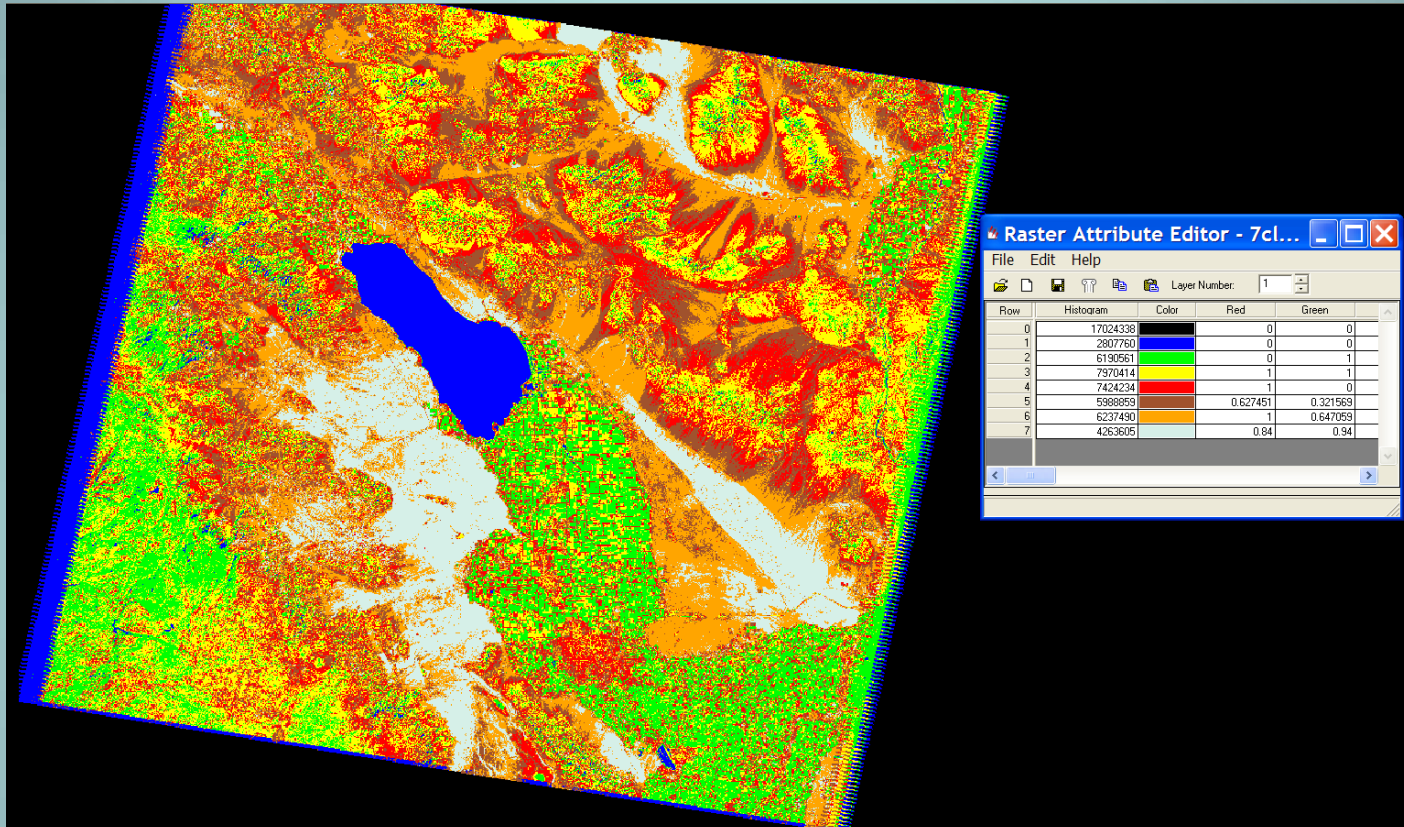 Raster Attribute Editor - 7cl...
File Edit Help
Layer Number: 1
Row Histogram Color Red Green
0 17024338 0 0
1 2807760 0 0
2 6190561 0 1
3 7970414 1 1
4 7424234 1 0
5 5988859 0.627451 0.321569
6 6237490 1 0.647059
7 4263605 0.84 0.94